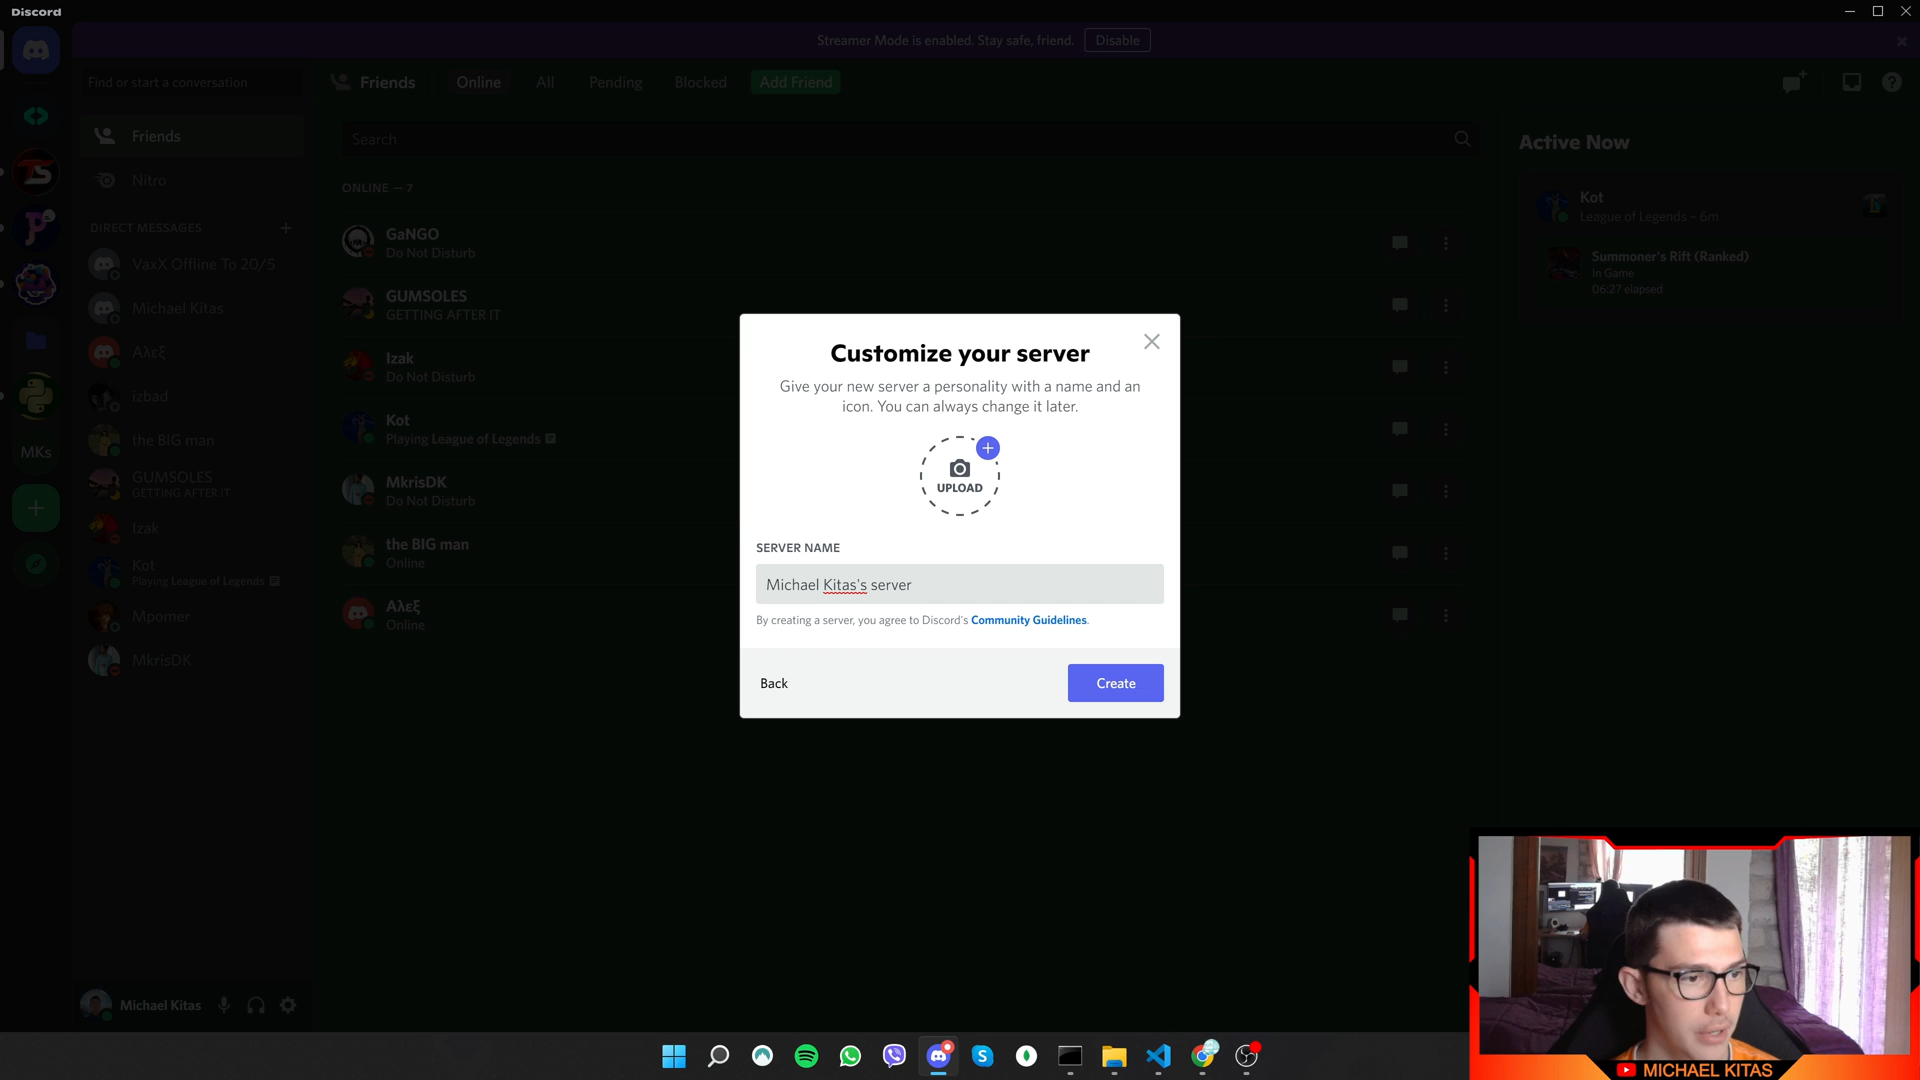 Discord
Streamer Mode is enabled. Stay safe, friend.
Disable
Find or start a conversation
Friends
Online
All
Pending
Blocked
Add Friend
Friends
Search
Active Now
Nitro
ONLINE — 7
Kot
League of Legends – 6m
DIRECT MESSAGES
GaNGO
Do Not Disturb
VaxX Offline To 20/5
Summoner's Rift (Ranked)
In Game
06:27 elapsed
Michael Kitas
GUMSOLES
GETTING AFTER IT
Αλεξ
Izak
Do Not Disturb
izbad
Kot
Playing League of Legends
the BIG man
MKs
GUMSOLES
GETTING AFTER IT
MkrisDK
Do Not Disturb
Izak
the BIG man
Online
Kot
Playing League of Legends
Αλεξ
Online
Mpomer
MkrisDK
Customize your server
Give your new server a personality with a name and an
icon. You can always change it later.
UPLOAD
SERVER NAME
Michael Kitas's server
By creating a server, you agree to Discord's Community Guidelines.
Back
Create
Michael Kitas
MICHAEL KITAS